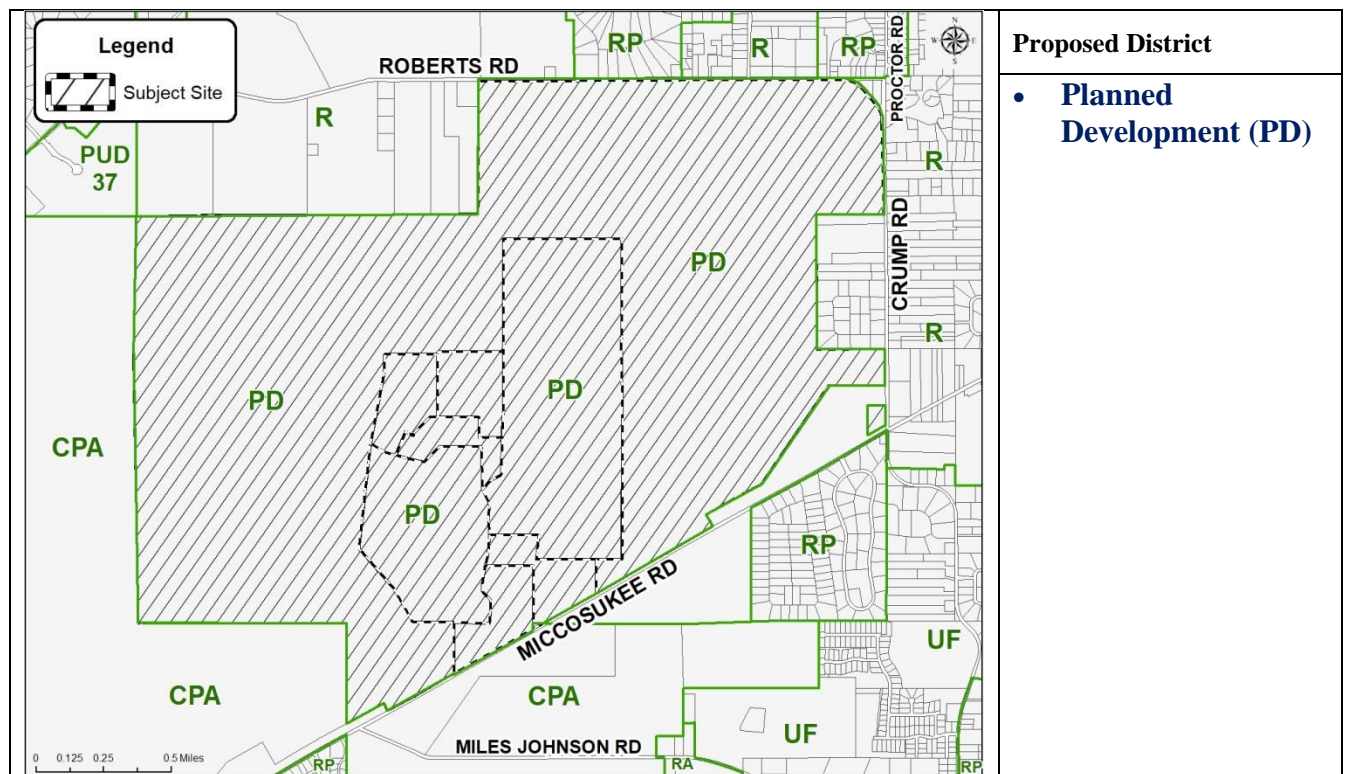 Legend
Subject Site
N
W
E
S
RP
R
RP
PROCTOR RD
ROBERTS RD
R
PUD
37
R
PD
CRUMP RD
R
PD
PD
CPA
PD
RP
MICCOSUKEE RD
UF
CPA
CPA
UF
MILES JOHNSON RD
0 0.125 0.25 0.5 Miles
RP
RA
RP
Proposed District
• Planned
Development (PD)